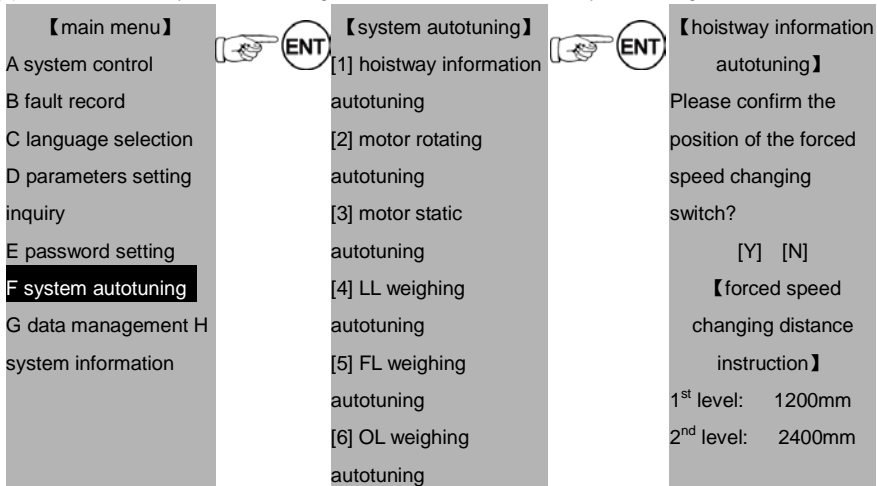 【main menu】
A system control
B fault record
C language selection
D parameters setting
inquiry
E password setting
F system autotuning
G data management H
system information
ENT
【system autotuning】
[1] hoistway information
autotuning
[2] motor rotating
autotuning
[3] motor static
autotuning
[4] LL weighing
autotuning
[5] FL weighing
autotuning
[6] OL weighing
autotuning
ENT
【hoistway information
autotuning】
Please confirm the
position of the forced
speed changing
switch?
[Y] [N]
【forced speed
changing distance
instruction】
1st level: 1200mm
2nd level: 2400mm